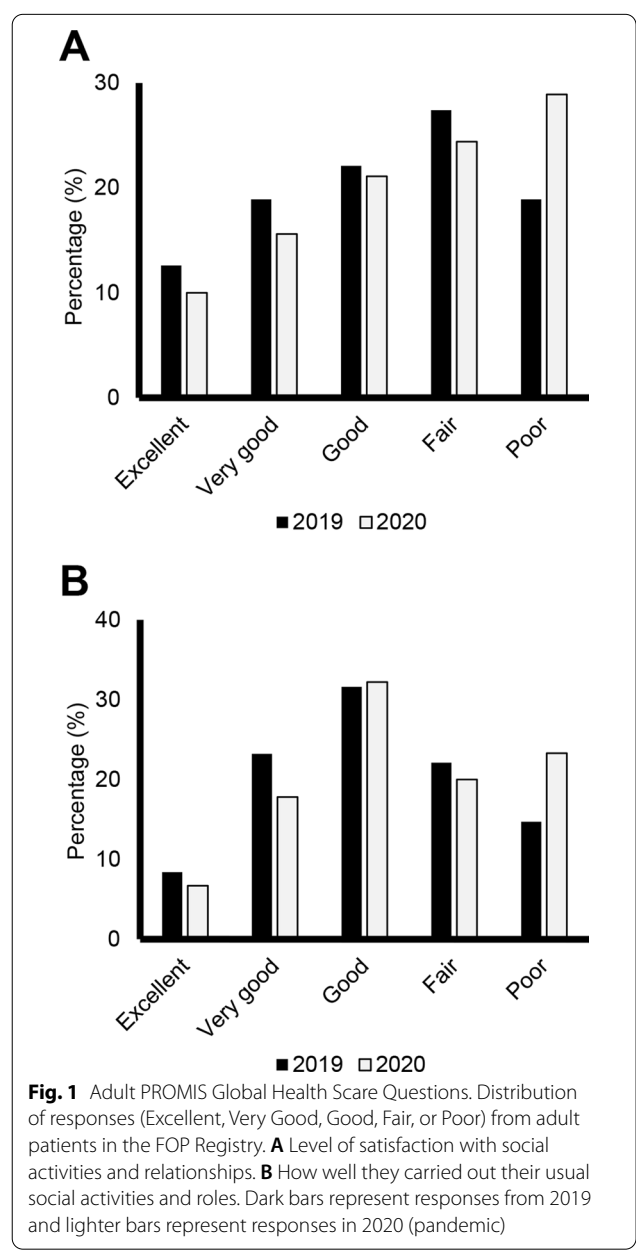 A
30
20
10
0
Percentage (%)
Excellent
Very good
Good
Fair
Poor
■ 2019 □ 2020
B
40
30
20
10
0
Percentage (%)
Excellent
Very good
Good
Fair
Poor
■ 2019 □ 2020
Fig. 1 Adult PROMIS Global Health Scare Questions. Distribution
of responses (Excellent, Very Good, Good, Fair, or Poor) from adult
patients in the FOP Registry. A Level of satisfaction with social
activities and relationships. B How well they carried out their usual
social activities and roles. Dark bars represent responses from 2019
and lighter bars represent responses in 2020 (pandemic)